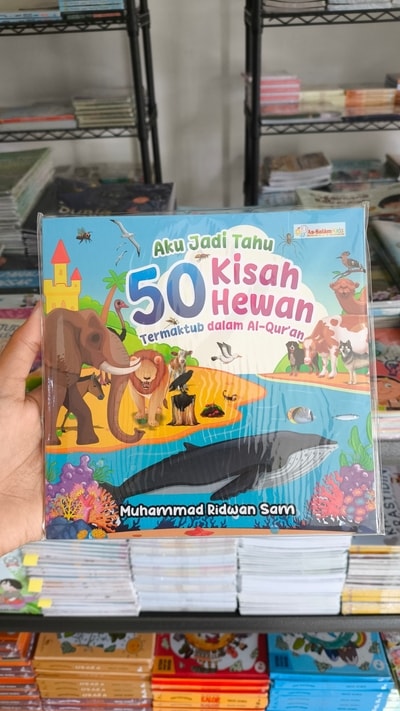 Aku Jadi Tahu
50 Kisah
Hewan
Termaktub dalam Al-Qur'an
Muhammad Ridwan Sam